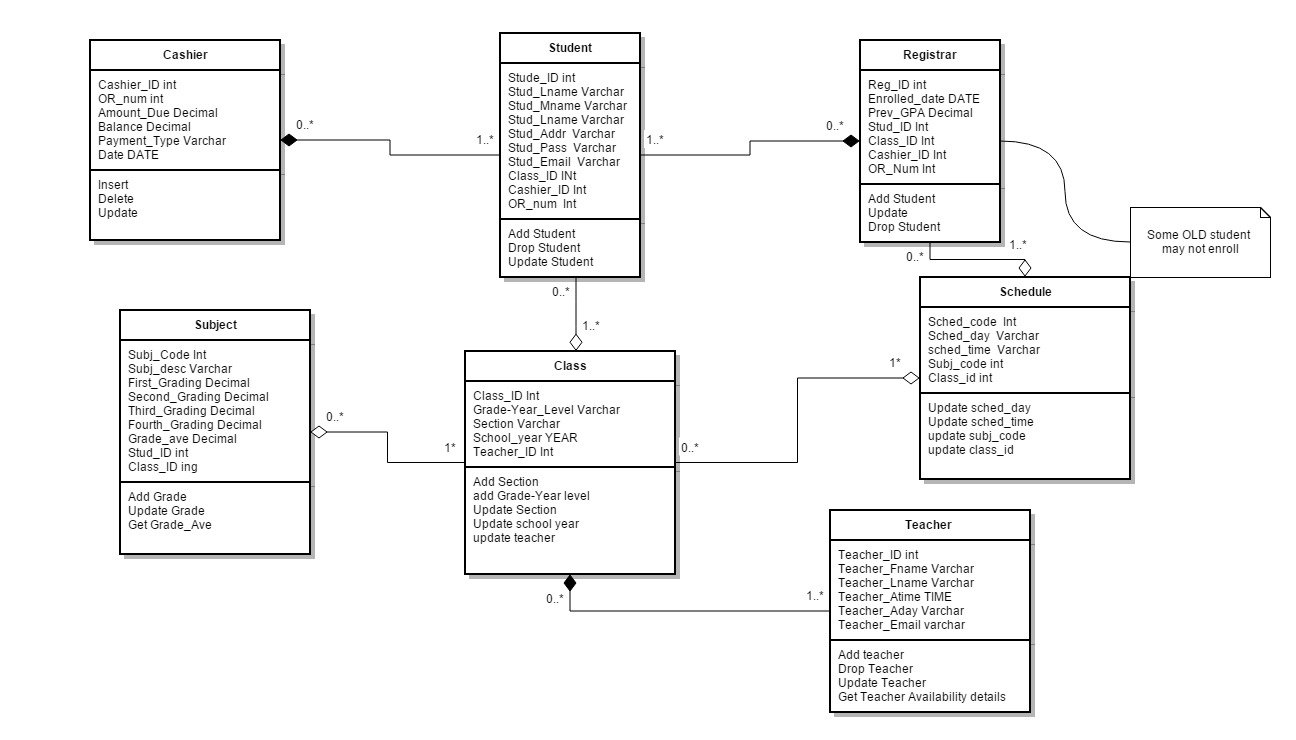 Cashier
Cashier_ID int
OR_num int
Amount_Due Decimal
Balance Decimal
Payment_Type Varchar
Date DATE
Insert
Delete
Update
0..*
1..*
Student
Stude_ID int
Stud_Lname Varchar
Stud_Mname Varchar
Stud_Lname Varchar
Stud_Addr  Varchar
Stud_Pass  Varchar
Stud_Email  Varchar
Class_ID INt
Cashier_ID Int
OR_num  Int
Add Student
Drop Student
Update Student
1..*
0..*
Registrar
Reg_ID int
Enrolled_date DATE
Prev_GPA Decimal
Stud_ID Int
Class_ID Int
Cashier_ID Int
OR_Num Int
Add Student
Update
Drop Student
Some OLD student
may not enroll
0..*
1..*
0..*
1..*
Subject
Subj_Code Int
Subj_desc Varchar
First_Grading Decimal
Second_Grading Decimal
Third_Grading Decimal
Fourth_Grading Decimal
Grade_ave Decimal
Stud_ID int
Class_ID ing
Add Grade
Update Grade
Get Grade_Ave
0..*
1*
Class
Class_ID Int
Grade-Year_Level Varchar
Section Varchar
School_year YEAR
Teacher_ID Int
Add Section
add Grade-Year level
Update Section
Update school year
update teacher
0..*
1*
Schedule
Sched_code  Int
Sched_day  Varchar
sched_time  Varchar
Subj_code int
Class_id int
Update sched_day
Update sched_time
update subj_code
update class_id
0..*
1..*
Teacher
Teacher_ID int
Teacher_Fname Varchar
Teacher_Lname Varchar
Teacher_Atime TIME
Teacher_Aday Varchar
Teacher_Email varchar
Add teacher
Drop Teacher
Update Teacher
Get Teacher Availability details